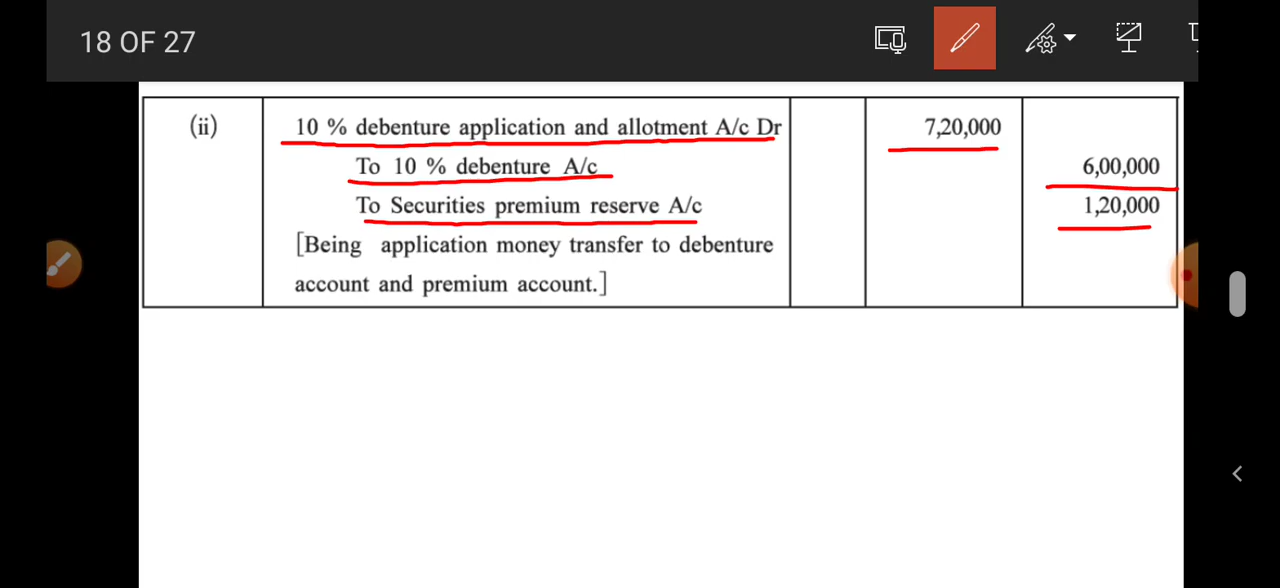 18 OF 27
(ii) 10 % debenture application and allotment A/c Dr 7,20,000
To 10 % debenture A/c 6,00,000
To Securities premium reserve A/c 1,20,000
[Being application money transfer to debenture
account and premium account.]